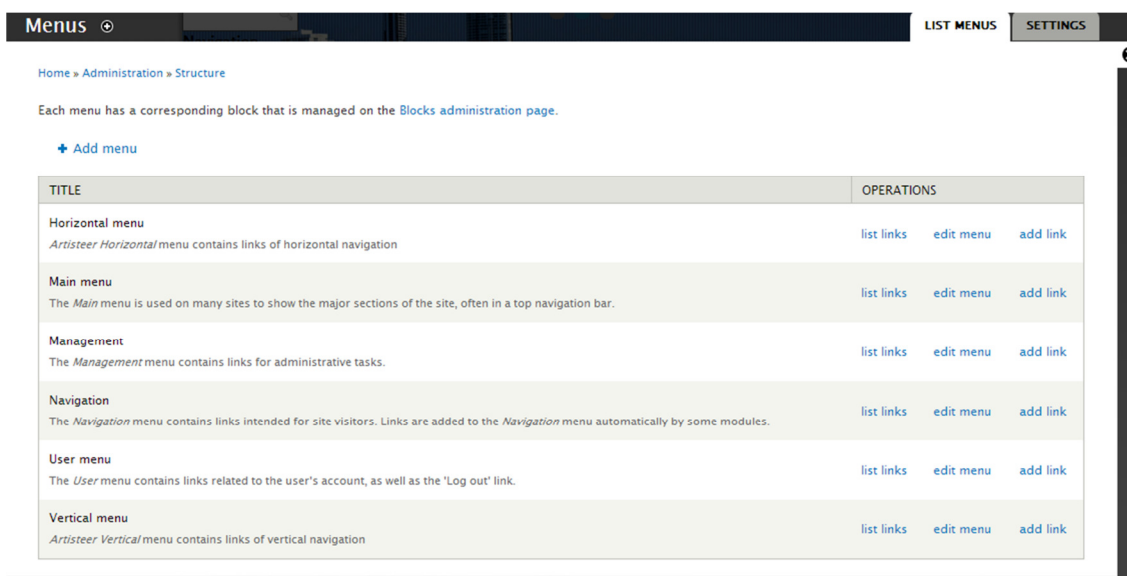 Menus
LIST MENUS
SETTINGS
Home » Administration » Structure
Each menu has a corresponding block that is managed on the Blocks administration page.
+ Add menu
TITLE
OPERATIONS
Horizontal menu
Artisteer Horizontal menu contains links of horizontal navigation
list links edit menu add link
Main menu
The Main menu is used on many sites to show the major sections of the site, often in a top navigation bar.
list links edit menu add link
Management
The Management menu contains links for administrative tasks.
list links edit menu add link
Navigation
The Navigation menu contains links intended for site visitors. Links are added to the Navigation menu automatically by some modules.
list links edit menu add link
User menu
The User menu contains links related to the user's account, as well as the 'Log out' link.
list links edit menu add link
Vertical menu
Artisteer Vertical menu contains links of vertical navigation
list links edit menu add link